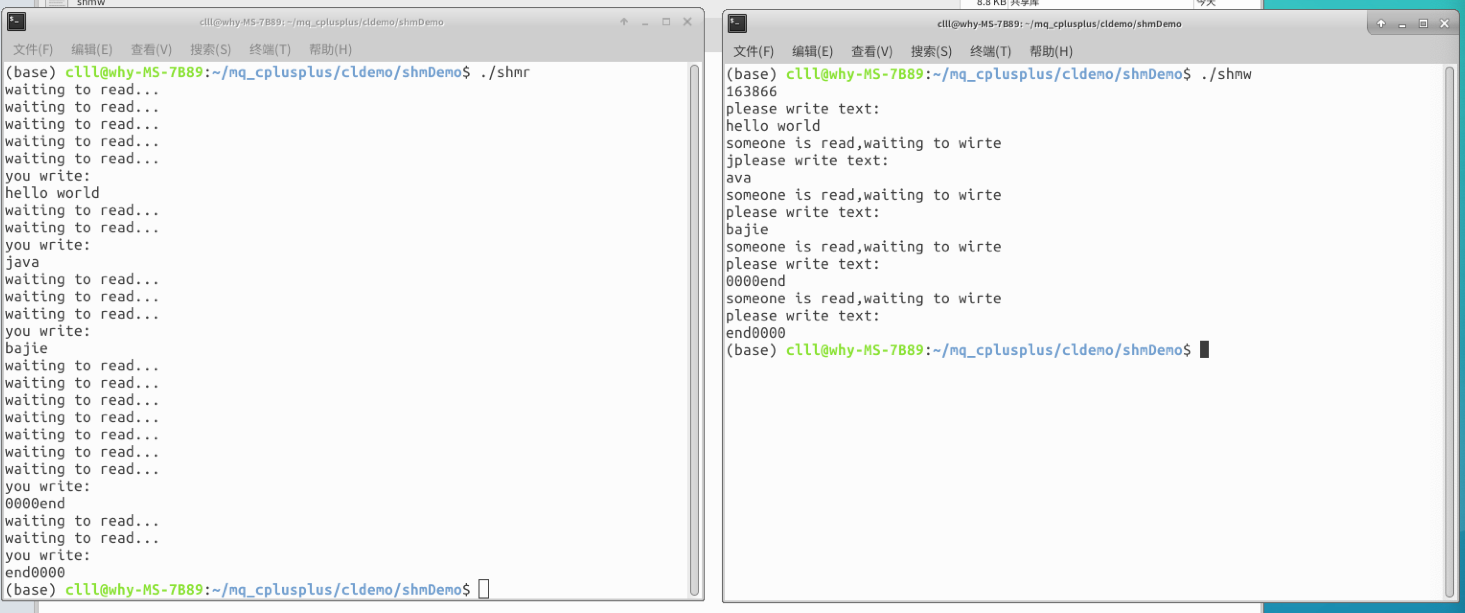 shmw
8.8 KB 共享库
今天
clll@why-MS-7B89: ~/mq_cplusplus/cldemo/shmDemo
文件(F) 编辑(E) 查看(V) 搜索(S) 终端(T) 帮助(H)
(base) clll@why-MS-7B89:~/mq_cplusplus/cldemo/shmDemo$ ./shmr
waiting to read...
waiting to read...
waiting to read...
waiting to read...
waiting to read...
you write:
hello world
waiting to read...
waiting to read...
you write:
java
waiting to read...
waiting to read...
waiting to read...
you write:
bajie
waiting to read...
waiting to read...
waiting to read...
waiting to read...
waiting to read...
waiting to read...
waiting to read...
you write:
0000end
waiting to read...
waiting to read...
you write:
end0000
(base) clll@why-MS-7B89:~/mq_cplusplus/cldemo/shmDemo$
clll@why-MS-7B89: ~/mq_cplusplus/cldemo/shmDemo
文件(F) 编辑(E) 查看(V) 搜索(S) 终端(T) 帮助(H)
(base) clll@why-MS-7B89:~/mq_cplusplus/cldemo/shmDemo$ ./shmw
163866
please write text:
hello world
someone is read,waiting to wirte
jplease write text:
ava
someone is read,waiting to wirte
please write text:
bajie
someone is read,waiting to wirte
please write text:
0000end
someone is read,waiting to wirte
please write text:
end0000
(base) clll@why-MS-7B89:~/mq_cplusplus/cldemo/shmDemo$